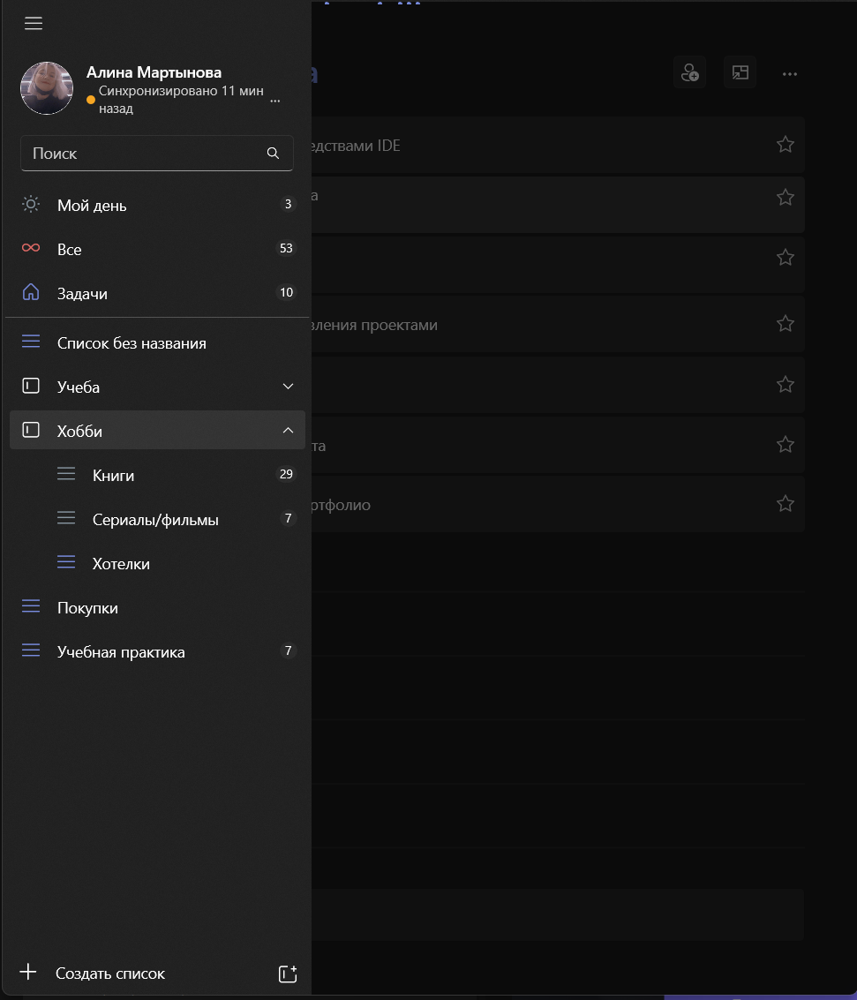 Алина Мартынова
Синхронизировано 11 мин
назад
Поиск
Мой день 3
Все 53
Задачи 10
Список без названия
Учеба
Хобби
Книги 29
Сериалы/фильмы 7
Хотелки
Покупки
Учебная практика 7
Создать список
едствами IDE
а
вления проектами
та
ртфолио